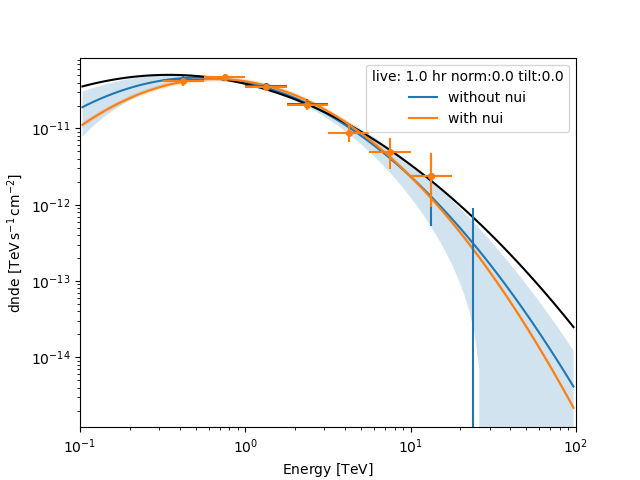 live: 1.0 hr norm:0.0 tilt:0.0
without nui
with nui
10⁻¹¹
10⁻¹²
10⁻¹³
10⁻¹⁴
dnde [TeV s⁻¹ cm⁻²]
10⁻¹ 10⁰ 10¹ 10²
Energy [TeV]